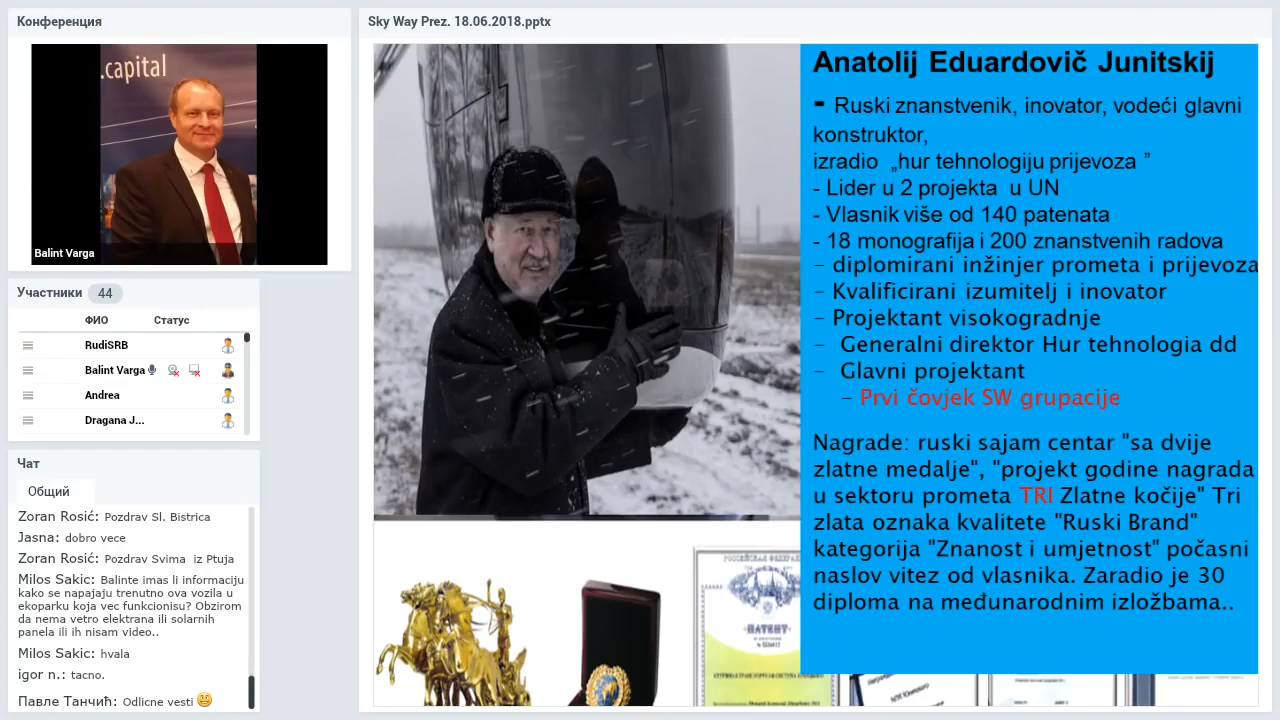 Конференция
.capital
Balint Varga
Участники 44
ФИО Статус
RudiSRB
Balint Varga
Andrea
Dragana J...
Чат
Общий
Zoran Rosić: Pozdrav Sl. Bistrica
Jasna: dobro vece
Zoran Rosić: Pozdrav Svima iz Ptuja
Milos Sakic: Balinte imas li informaciju
kako se napajaju trenutno ova vozila u
ekoparku koja vec funkcionisu? Obzirom
da nema vetro elektrana ili solarnih
panela ili ih nisam video..
Milos Sakic: hvala
igor n.: tacno.
Павле Танчић: Odlicne vesti
Sky Way Prez. 18.06.2018.pptx
Anatolij Eduardovič Junitskij
- Ruski znanstvenik, inovator, vodeći glavni
konstruktor,
izradio „hur tehnologiju prijevoza ”
- Lider u 2 projekta u UN
- Vlasnik više od 140 patenata
- 18 monografija i 200 znanstvenih radova
– diplomirani inžinjer prometa i prijevoza
– Kvalificirani izumitelj i inovator
– Projektant visokogradnje
– Generalni direktor Hur tehnologia dd
– Glavni projektant
– Prvi čovjek SW grupacije
Nagrade: ruski sajam centar "sa dvije
zlatne medalje", "projekt godine nagrada
u sektoru prometa TRI Zlatne kočije" Tri
zlata oznaka kvalitete "Ruski Brand"
kategorija "Znanost i umjetnost" počasni
naslov vitez od vlasnika. Zaradio je 30
diploma na međunarodnim izložbama..
ПАТЕНТ